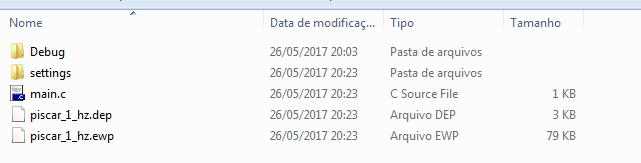 Nome Data de modificaç... Tipo Tamanho
Debug 26/05/2017 20:03 Pasta de arquivos
settings 26/05/2017 20:23 Pasta de arquivos
main.c 26/05/2017 20:23 C Source File 1 KB
piscar_1_hz.dep 26/05/2017 20:23 Arquivo DEP 3 KB
piscar_1_hz.ewp 26/05/2017 20:23 Arquivo EWP 79 KB